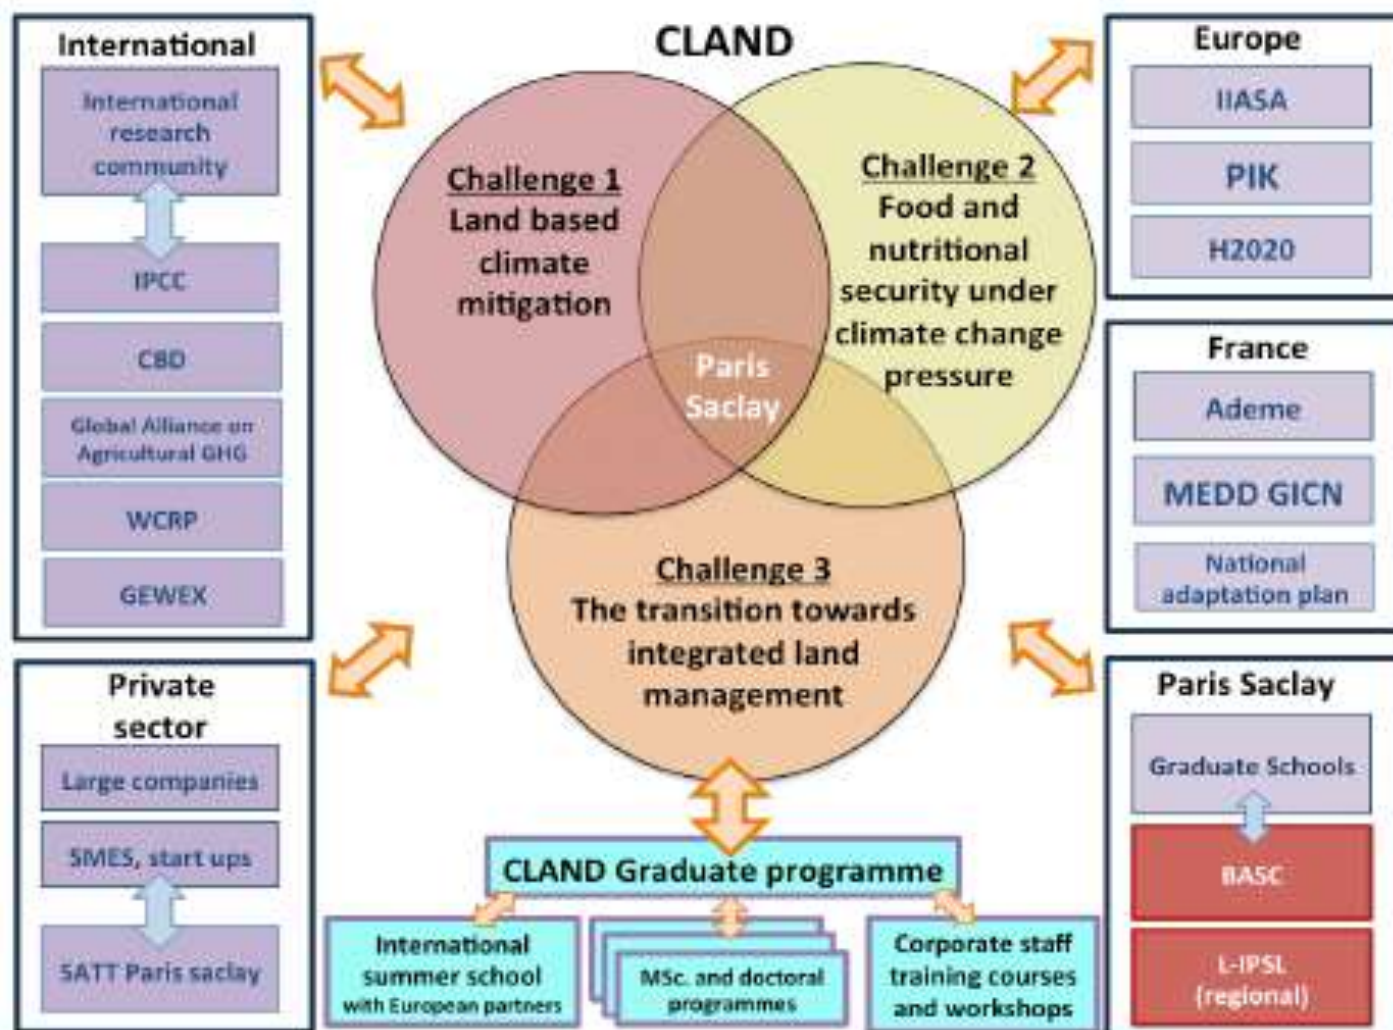 CLAND
International
International
research
community
IPCC
CBD
Global Alliance on
Agricultural GHG
WCRP
GEWEX
Private
sector
Large companies
SMES, start ups
SATT Paris saclay
Challenge 1
Land based
climate
mitigation
Challenge 2
Food and
nutritional
security under
climate change
pressure
Paris
Saclay
Challenge 3
The transition towards
integrated land
management
CLAND Graduate programme
International
summer school
with European partners
MSc. and doctoral
programmes
Corporate staff
training courses
and workshops
Europe
IIASA
PIK
H2020
France
Ademe
MEDD GICN
National
adaptation plan
Paris Saclay
Graduate Schools
BASC
L-IPSL
(regional)